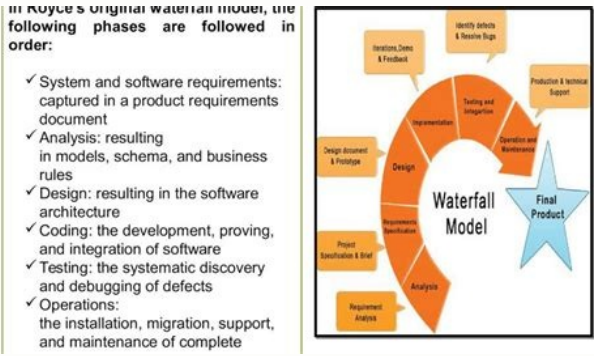 in Royce's original waterfall model, the
following phases are followed in
order:
✓ System and software requirements:
captured in a product requirements
document
✓ Analysis: resulting
in models, schema, and business
rules
✓ Design: resulting in the software
architecture
✓ Coding: the development, proving,
and integration of software
✓ Testing: the systematic discovery
and debugging of defects
✓ Operations:
the installation, migration, support,
and maintenance of complete
Identify defects
& Resolve Bugs
Iterations,Demo
& Feedback
Production & technical
Support
Testing and
Integartion
Imprementation
Operation and
Maintenance
Design document
& Prototype
Design
Waterfall
Model
Final
Product
Requirements
Specification
Project
Specification & Brief
Analysis
Requirement
Analysis